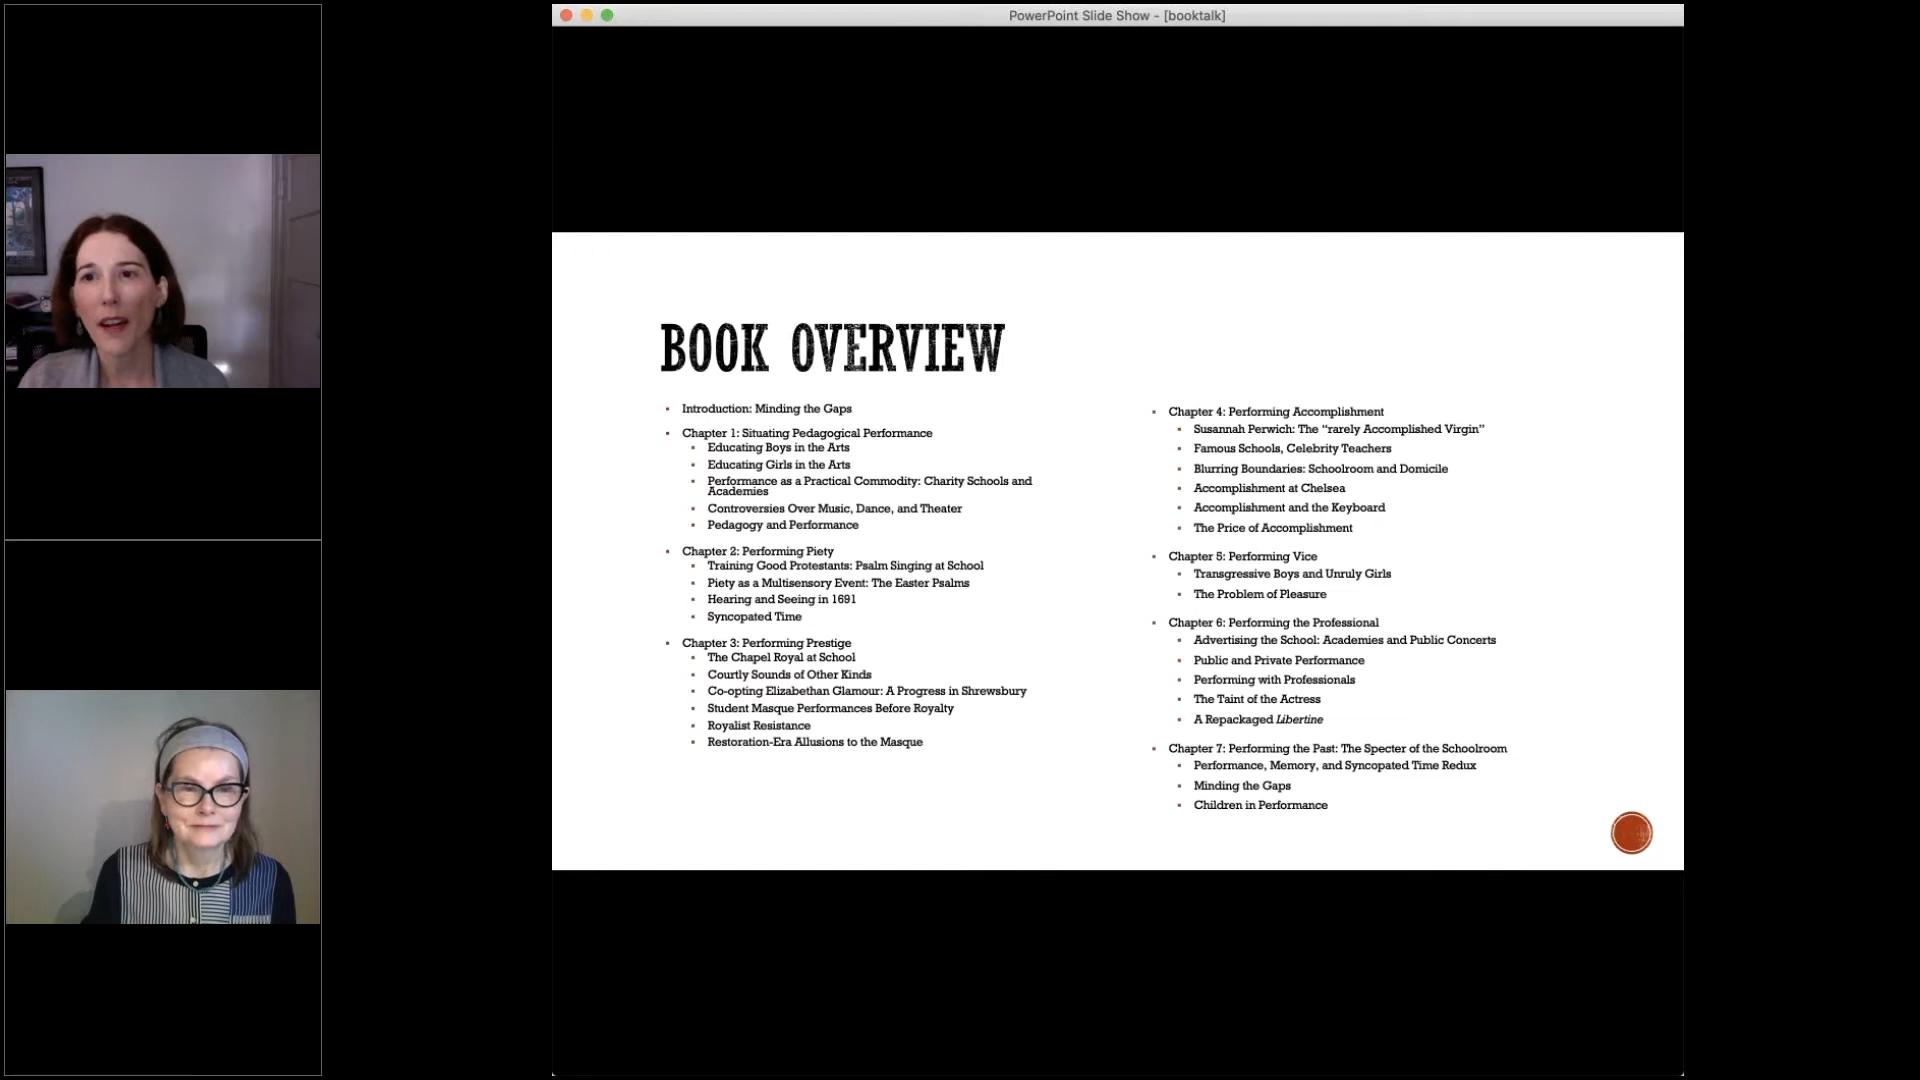 PowerPoint Slide Show - [booktalk]
BOOK OVERVIEW
Introduction: Minding the Gaps
Chapter 1: Situating Pedagogical Performance
Educating Boys in the Arts
Educating Girls in the Arts
Performance as a Practical Commodity: Charity Schools and
Academies
Controversies Over Music, Dance, and Theater
Pedagogy and Performance
Chapter 2: Performing Piety
Training Good Protestants: Psalm Singing at School
Piety as a Multisensory Event: The Easter Psalms
Hearing and Seeing in 1691
Syncopated Time
Chapter 3: Performing Prestige
The Chapel Royal at School
Courtly Sounds of Other Kinds
Co-opting Elizabethan Glamour: A Progress in Shrewsbury
Student Masque Performances Before Royalty
Royalist Resistance
Restoration-Era Allusions to the Masque
Chapter 4: Performing Accomplishment
Susannah Perwich: The “rarely Accomplished Virgin”
Famous Schools, Celebrity Teachers
Blurring Boundaries: Schoolroom and Domicile
Accomplishment at Chelsea
Accomplishment and the Keyboard
The Price of Accomplishment
Chapter 5: Performing Vice
Transgressive Boys and Unruly Girls
The Problem of Pleasure
Chapter 6: Performing the Professional
Advertising the School: Academies and Public Concerts
Public and Private Performance
Performing with Professionals
The Taint of the Actress
A Repackaged Libertine
Chapter 7: Performing the Past: The Specter of the Schoolroom
Performance, Memory, and Syncopated Time Redux
Minding the Gaps
Children in Performance